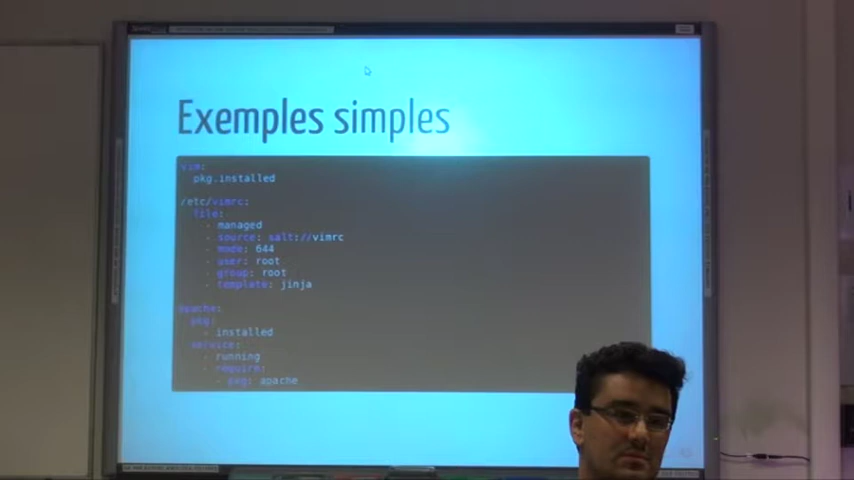 Exemples simples
vim:
pkg.installed
/etc/vimrc:
file:
- managed
- source: salt://vimrc
- mode: 644
- user: root
- group: root
- template: jinja
apache:
pkg:
- installed
service:
- running
- require:
- pkg: apache